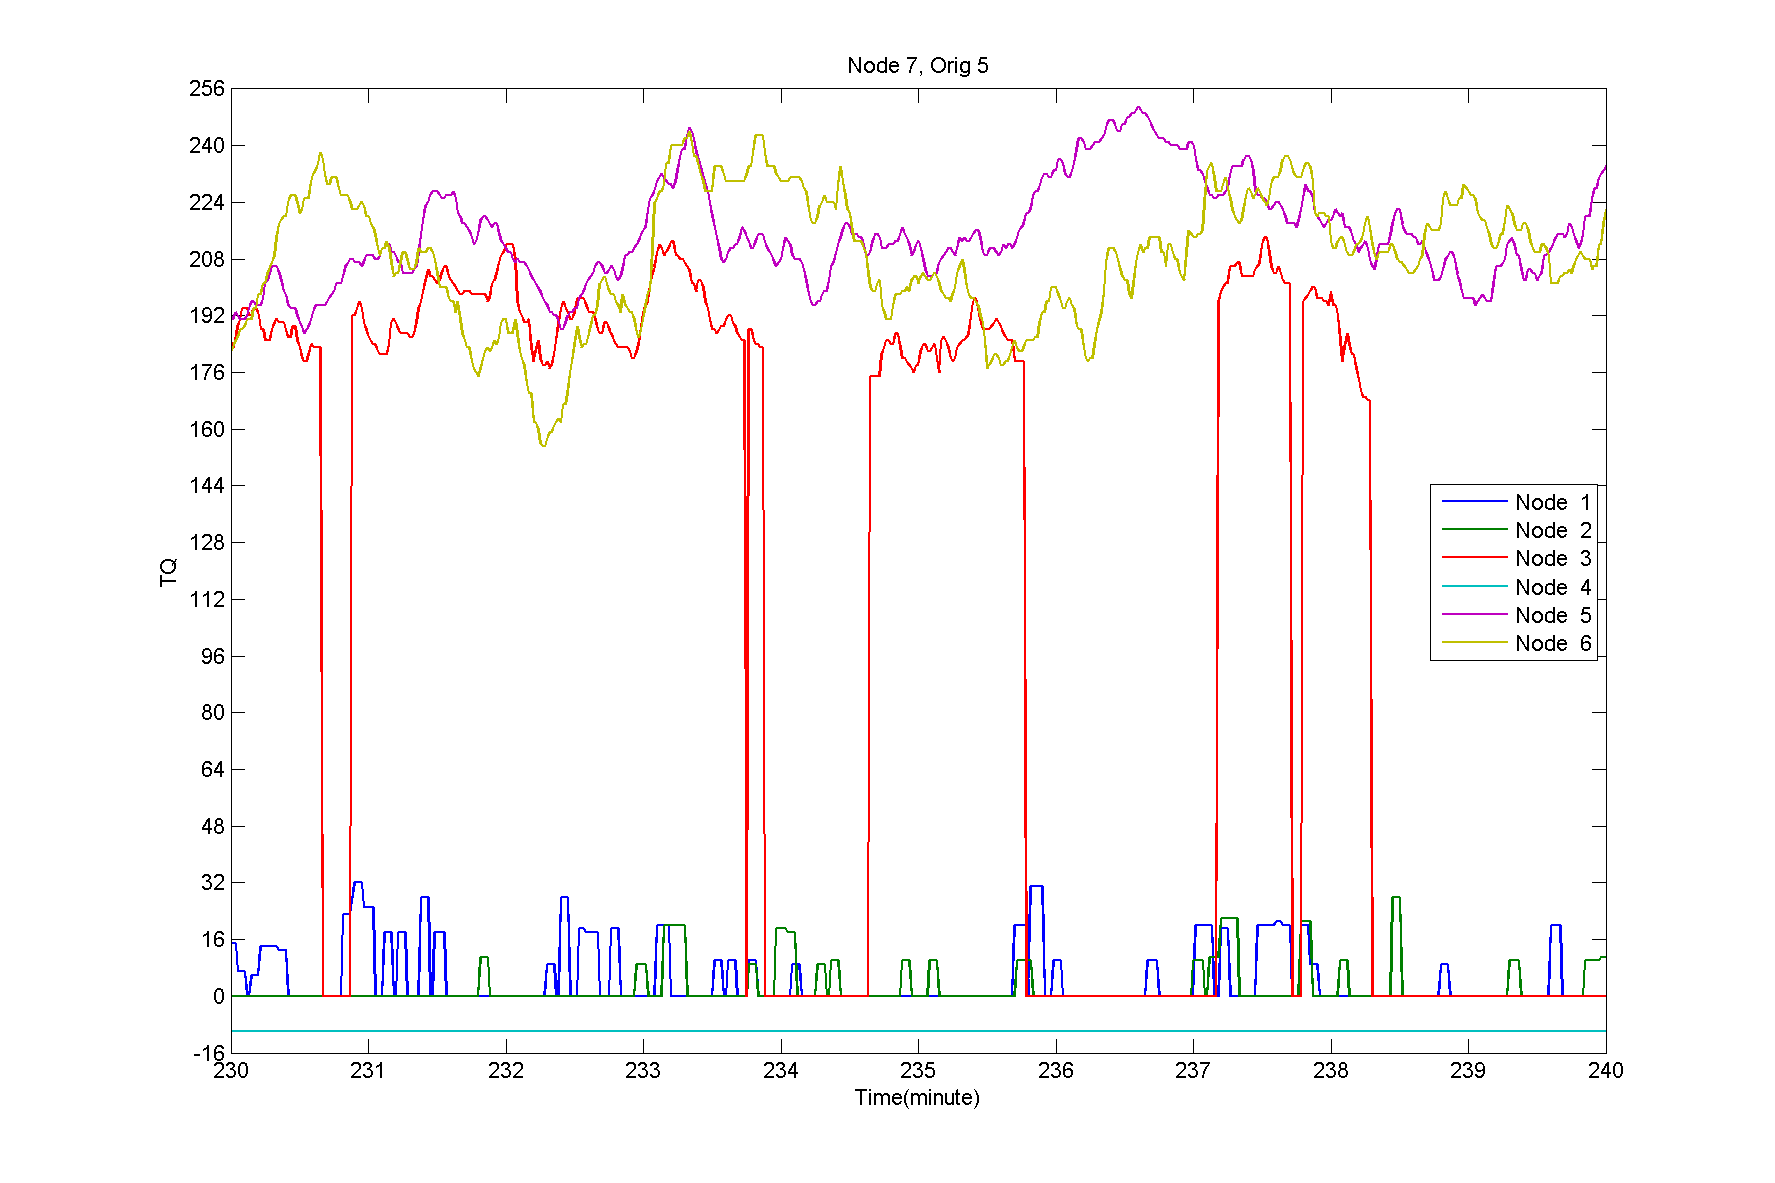 Node 7, Orig 5
256
240
224
208
192
176
160
144
128
112
96
80
64
48
32
16
0
-16
TQ
Node 1
Node 2
Node 3
Node 4
Node 5
Node 6
230 231 232 233 234 235 236 237 238 239 240
Time(minute)